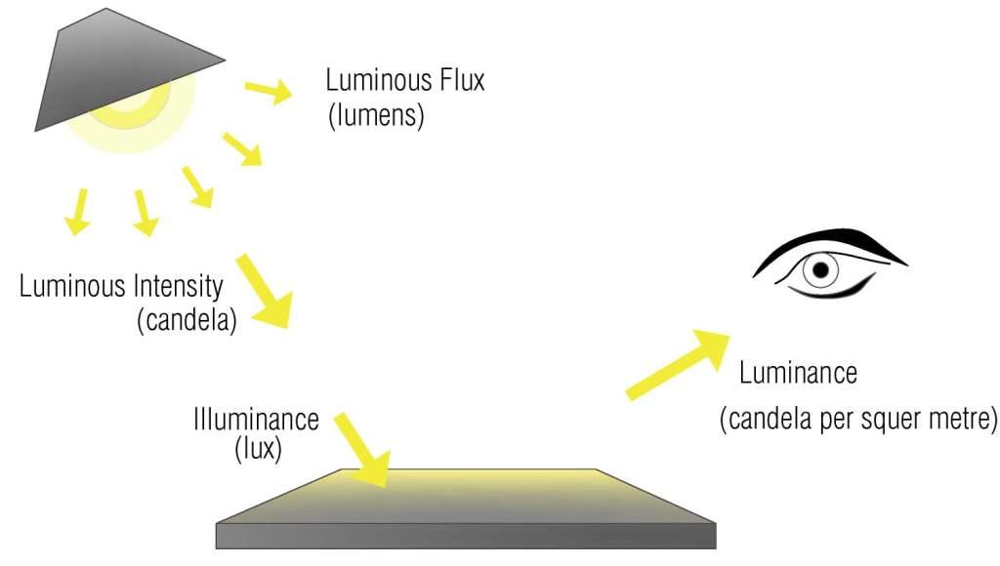 Luminous Flux
(lumens)
Luminous Intensity
(candela)
Illuminance
(lux)
Luminance
(candela per squer metre)